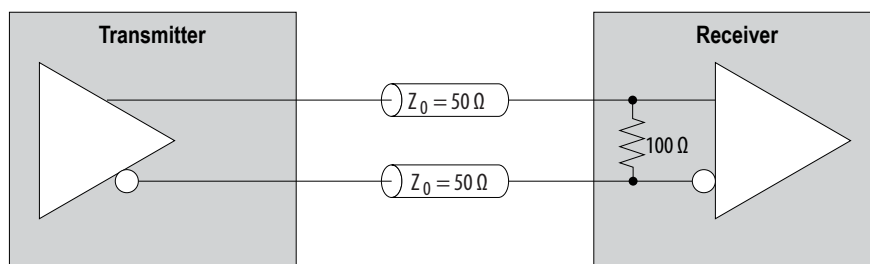 Transmitter
Receiver
Z0 = 50 Ω
100 Ω
Z0 = 50 Ω